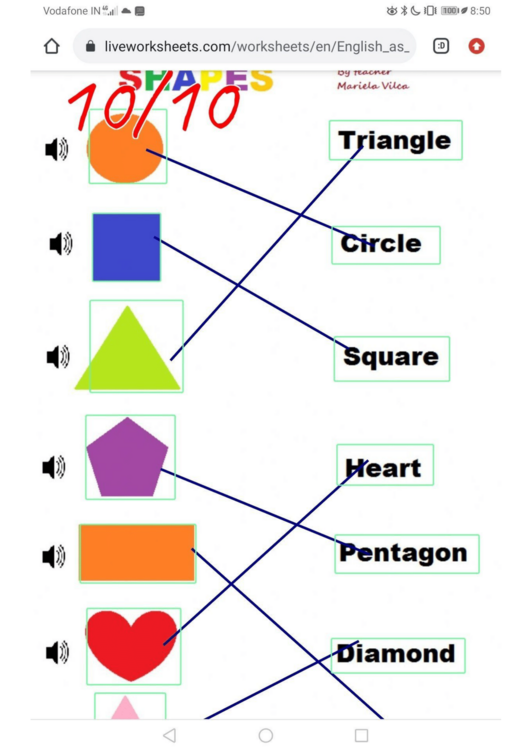 Vodafone IN 4G 100 8:50
liveworksheets.com/worksheets/en/English_as_ :D
SHAPES
By teacher
Mariela Vilca
10/10
Triangle
Circle
Square
Heart
Pentagon
Diamond